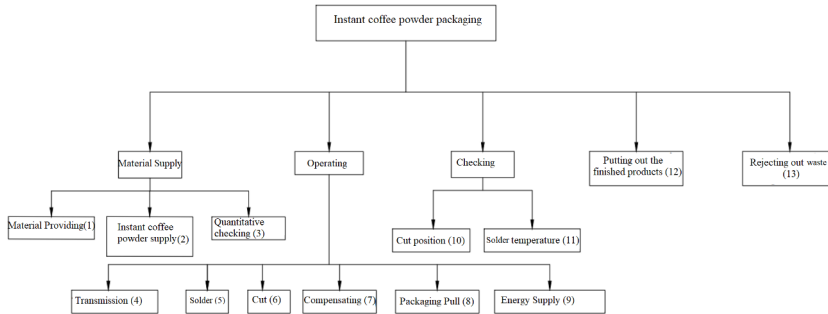 Instant coffee powder packaging
Material Supply
Operating
Checking
Putting out the
finished products (12)
Rejecting out waste
(13)
Material Providing(1)
Instant coffee
powder supply(2)
Quantitative
checking (3)
Cut position (10)
Solder temperature (11)
Transmission (4)
Solder (5)
Cut (6)
Compensating (7)
Packaging Pull (8)
Energy Supply (9)